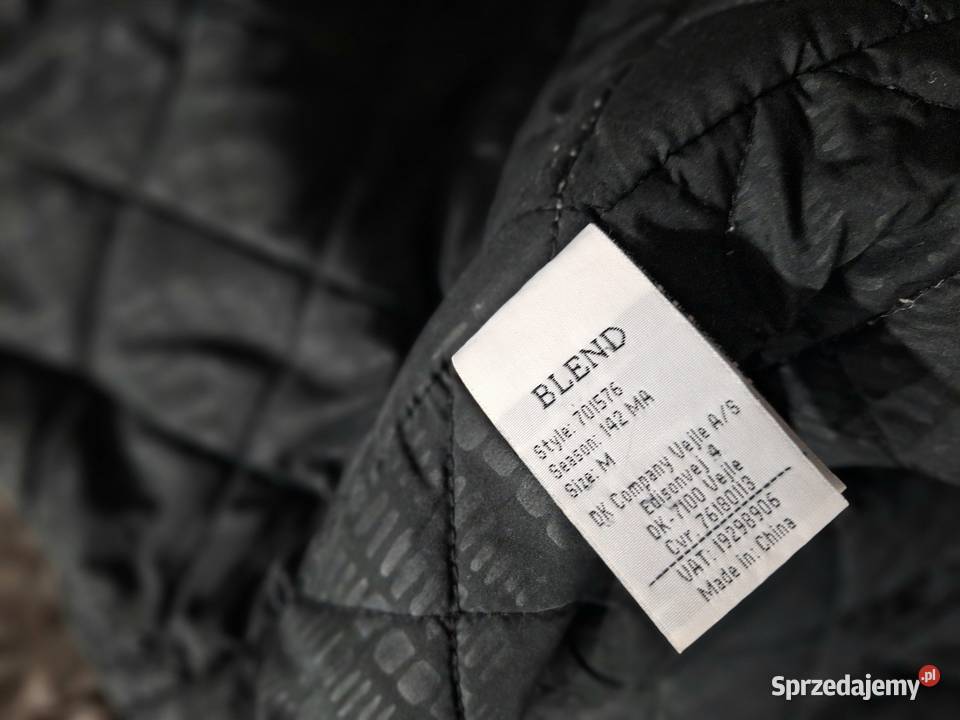 BLEND
Style: 701576
Season: 142 MA
Size: M
DK Company Vejle A/S
Edisonvej 4
DK-7100 Vejle
Cvr. 76180113
VAT: 19298906
Made in: China
Sprzedajemy.pl